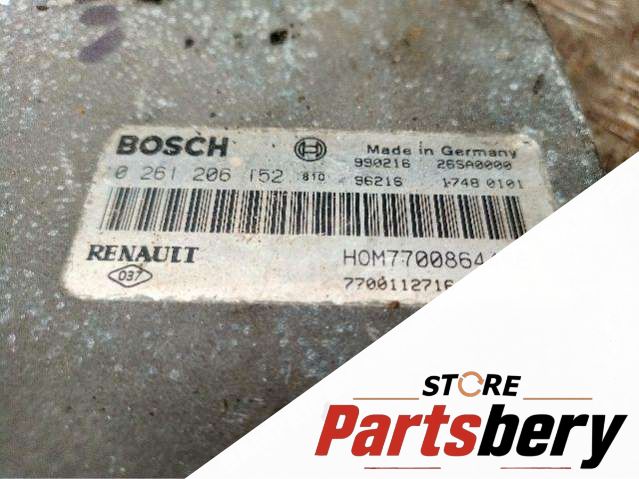 BOSCH Made in Germany
990216 26SA0000
0 261 206 152 810 96216 1748 0101
RENAULT HOM77008644
037 7700112716
STORE
Partsbery